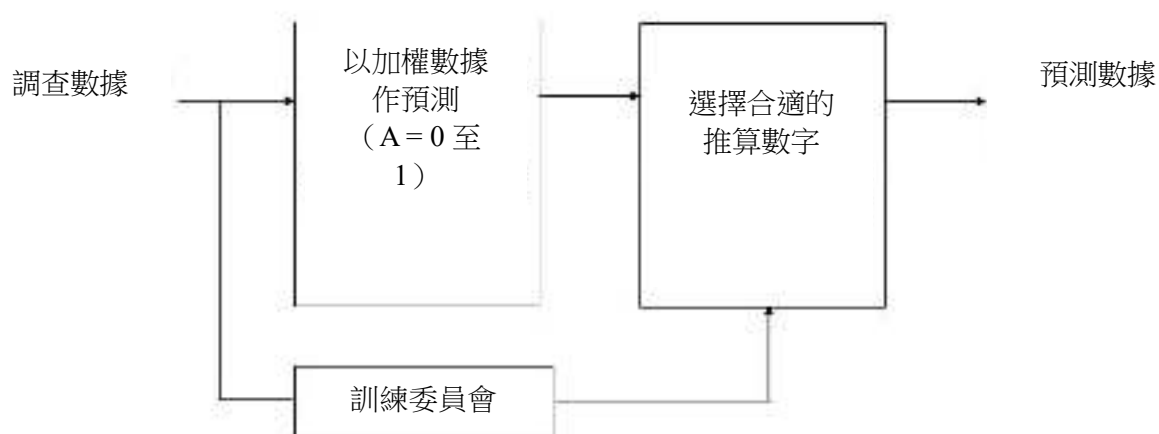 調查數據
以加權數據
作預測
（A = 0 至
1）
選擇合適的
推算數字
預測數據
訓練委員會